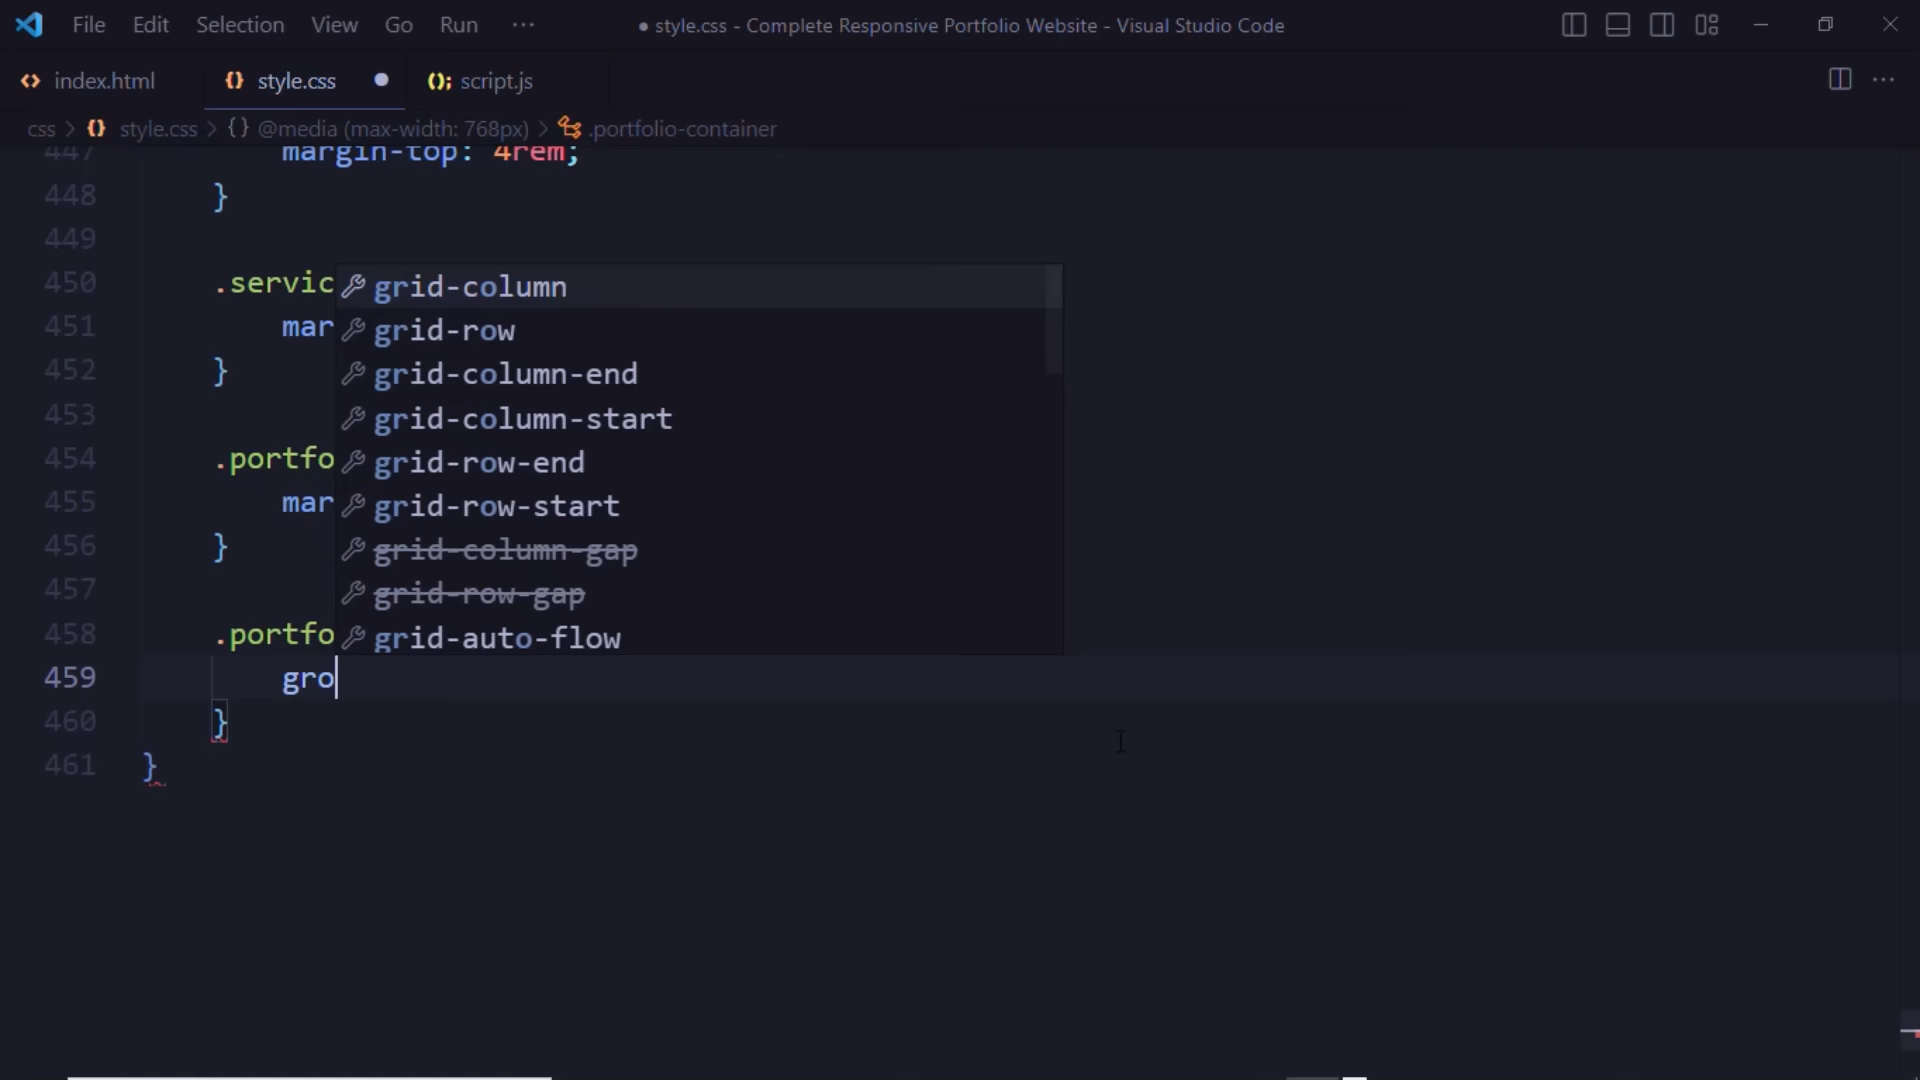 File Edit Selection View Go Run ··· ● style.css - Complete Responsive Portfolio Website - Visual Studio Code
index.html {} style.css ● (); script.js
css > {} style.css > {} @media (max-width: 768px) > .portfolio-container
447 margin-top: 4rem;
448 }
449
450 .servic grid-column
451 mar grid-row
452 } grid-column-end
453 grid-column-start
454 .portfo grid-row-end
455 mar grid-row-start
456 } grid-column-gap
457 grid-row-gap
458 .portfo grid-auto-flow
459 gro
460 }
461 }